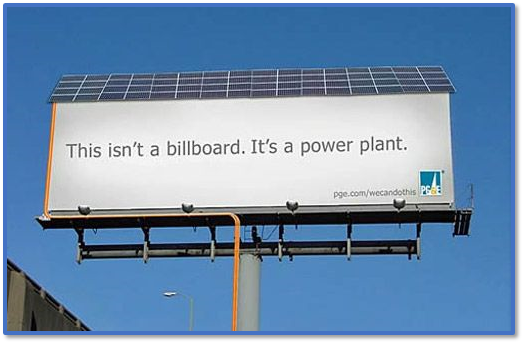 This isn't a billboard. It's a power plant.
pge.com/wecandothis
PG&E